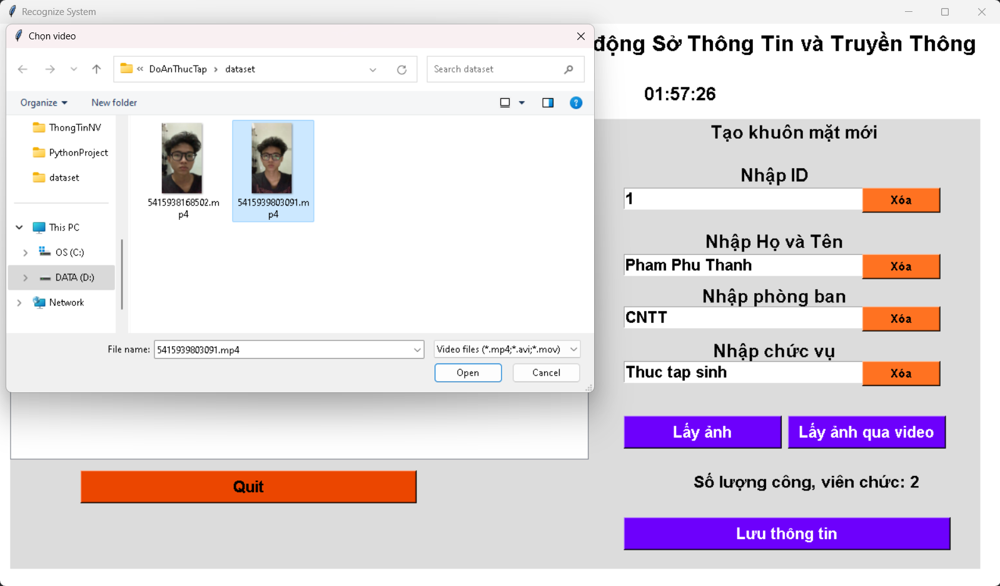 Recognize System
Chọn video
động Sở Thông Tin và Truyền Thông
« DoAnThucTap › dataset
Search dataset
01:57:26
Organize
New folder
?
ThongTinNV
PythonProject
dataset
This PC
OS (C:)
DATA (D:)
Network
5415938168502.m
p4
5415939803091.m
p4
File name:
5415939803091.mp4
Video files (*.mp4;*.avi;*.mov)
Open
Cancel
Tạo khuôn mặt mới
Nhập ID
1
Xóa
Nhập Họ và Tên
Pham Phu Thanh
Xóa
Nhập phòng ban
CNTT
Xóa
Nhập chức vụ
Thuc tap sinh
Xóa
Lấy ảnh
Lấy ảnh qua video
Quit
Số lượng công, viên chức: 2
Lưu thông tin